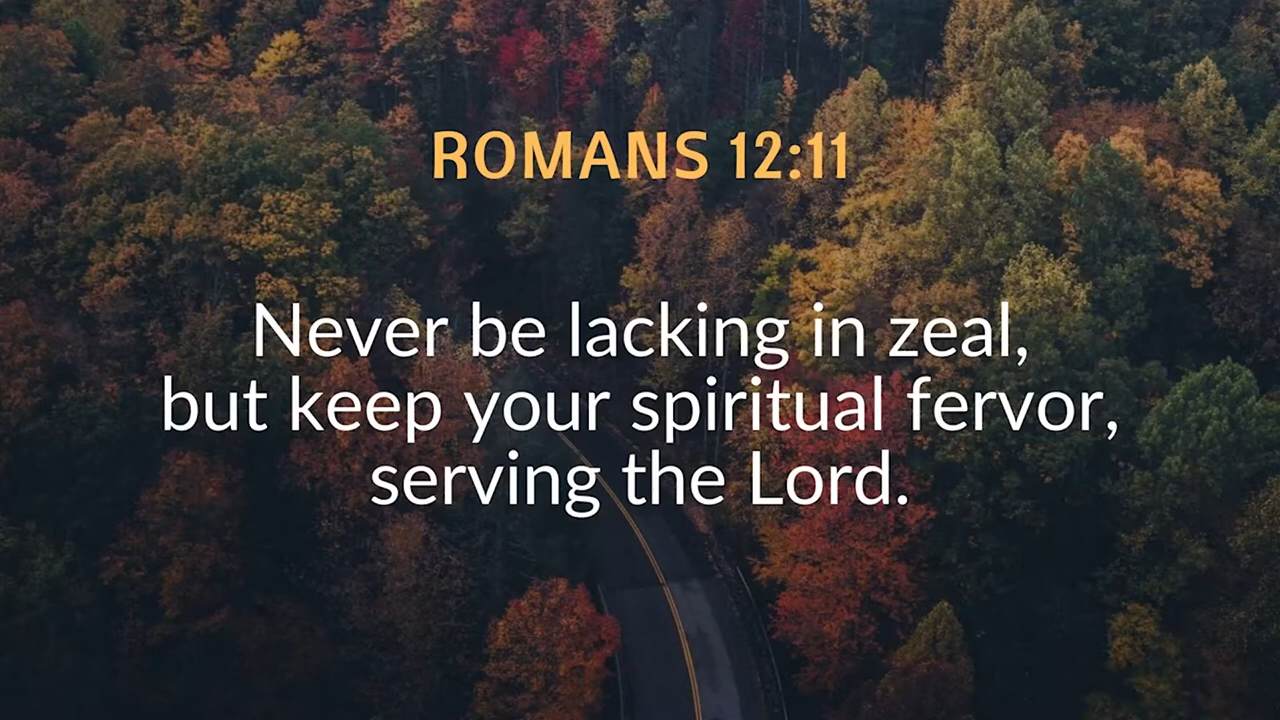 ROMANS 12:11
Never be lacking in zeal,
but keep your spiritual fervor,
serving the Lord.